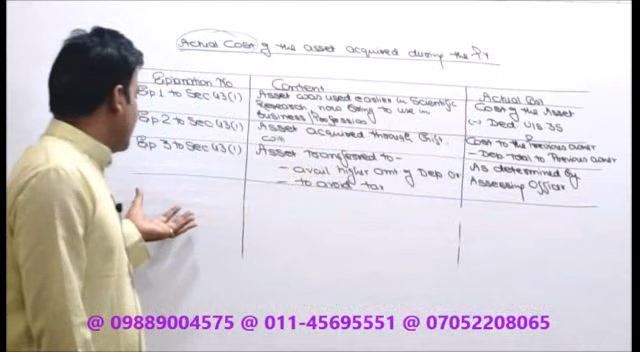 Actual Cost of the asset acquired during the PY.
Explanation No. Content Actual Cost
Exp. 1 to Sec 43(1) Asset was used earlier in Scientific Research, now being to use in Business/Profession Cost of the Asset (-) Ded U/S 35
Exp 2 to Sec 43(1) Asset acquired through Gift, Cost to the Previous owner - Dep Total to Previous owner
Exp 3 to Sec 43(1) Asset Transferred to - As determined by Assessing Officer
- avail higher Amt of Dep Or
- to avoid tax
@ 09889004575 @ 011-45695551 @ 07052208065